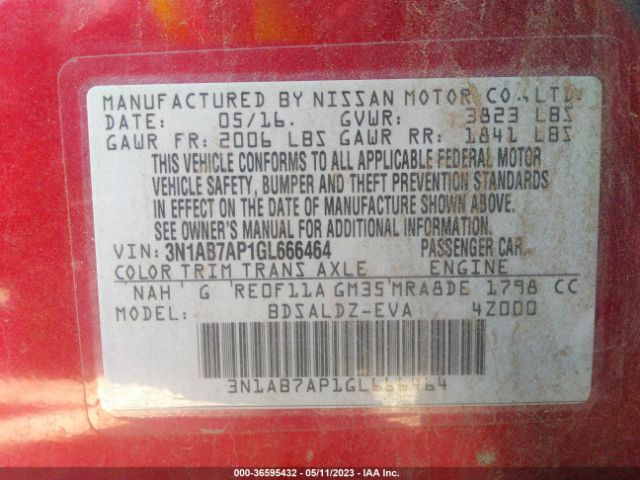 MANUFACTURED BY NISSAN MOTOR CO., LTD.
DATE: 05/16. GVWR: 3823 LBS
GAWR FR: 2006 LBS GAWR RR: 1841 LBS
THIS VEHICLE CONFORMS TO ALL APPLICABLE FEDERAL MOTOR
VEHICLE SAFETY, BUMPER AND THEFT PREVENTION STANDARDS
IN EFFECT ON THE DATE OF MANUFACTURE SHOWN ABOVE.
SEE OWNER'S MANUAL FOR ADDITIONAL INFORMATION.
VIN: 3N1AB7AP1GL666464 PASSENGER CAR.
COLOR TRIM TRANS AXLE ENGINE
NAH G RE0F11A GM35 MRA8DE 1798 CC
MODEL: BDSALDZ-EVA 4Z000
3N1AB7AP1GL666464
000-36595432 - 05/11/2023 - IAA Inc.